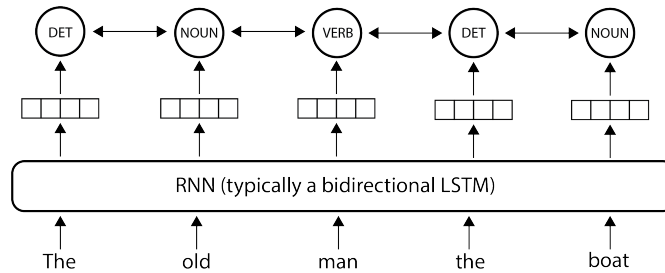 DET NOUN VERB DET NOUN
RNN (typically a bidirectional LSTM)
The old man the boat